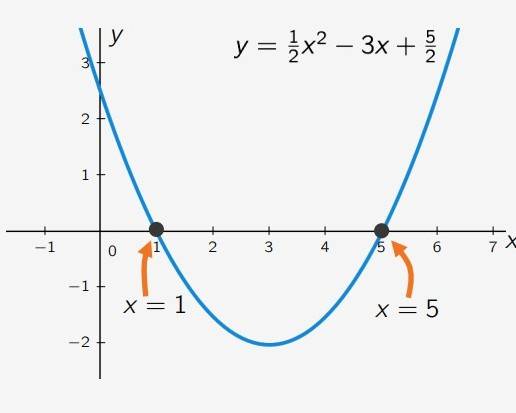 y
y = ½x² − 3x + 5/2
3
2
1
−1 0 1 2 3 4 5 6 7 x
−1
x = 1
x = 5
−2